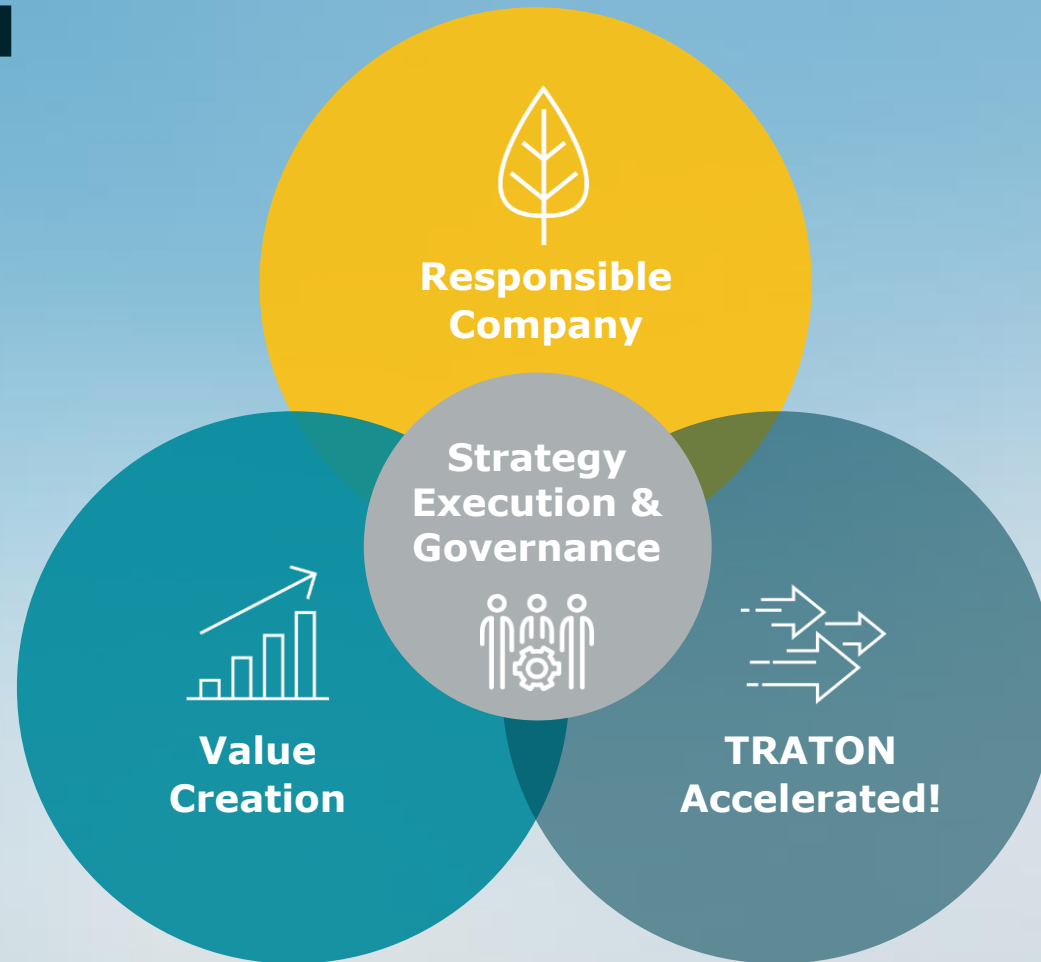 Responsible
Company
Strategy
Execution &
Governance
Value
Creation
TRATON
Accelerated!